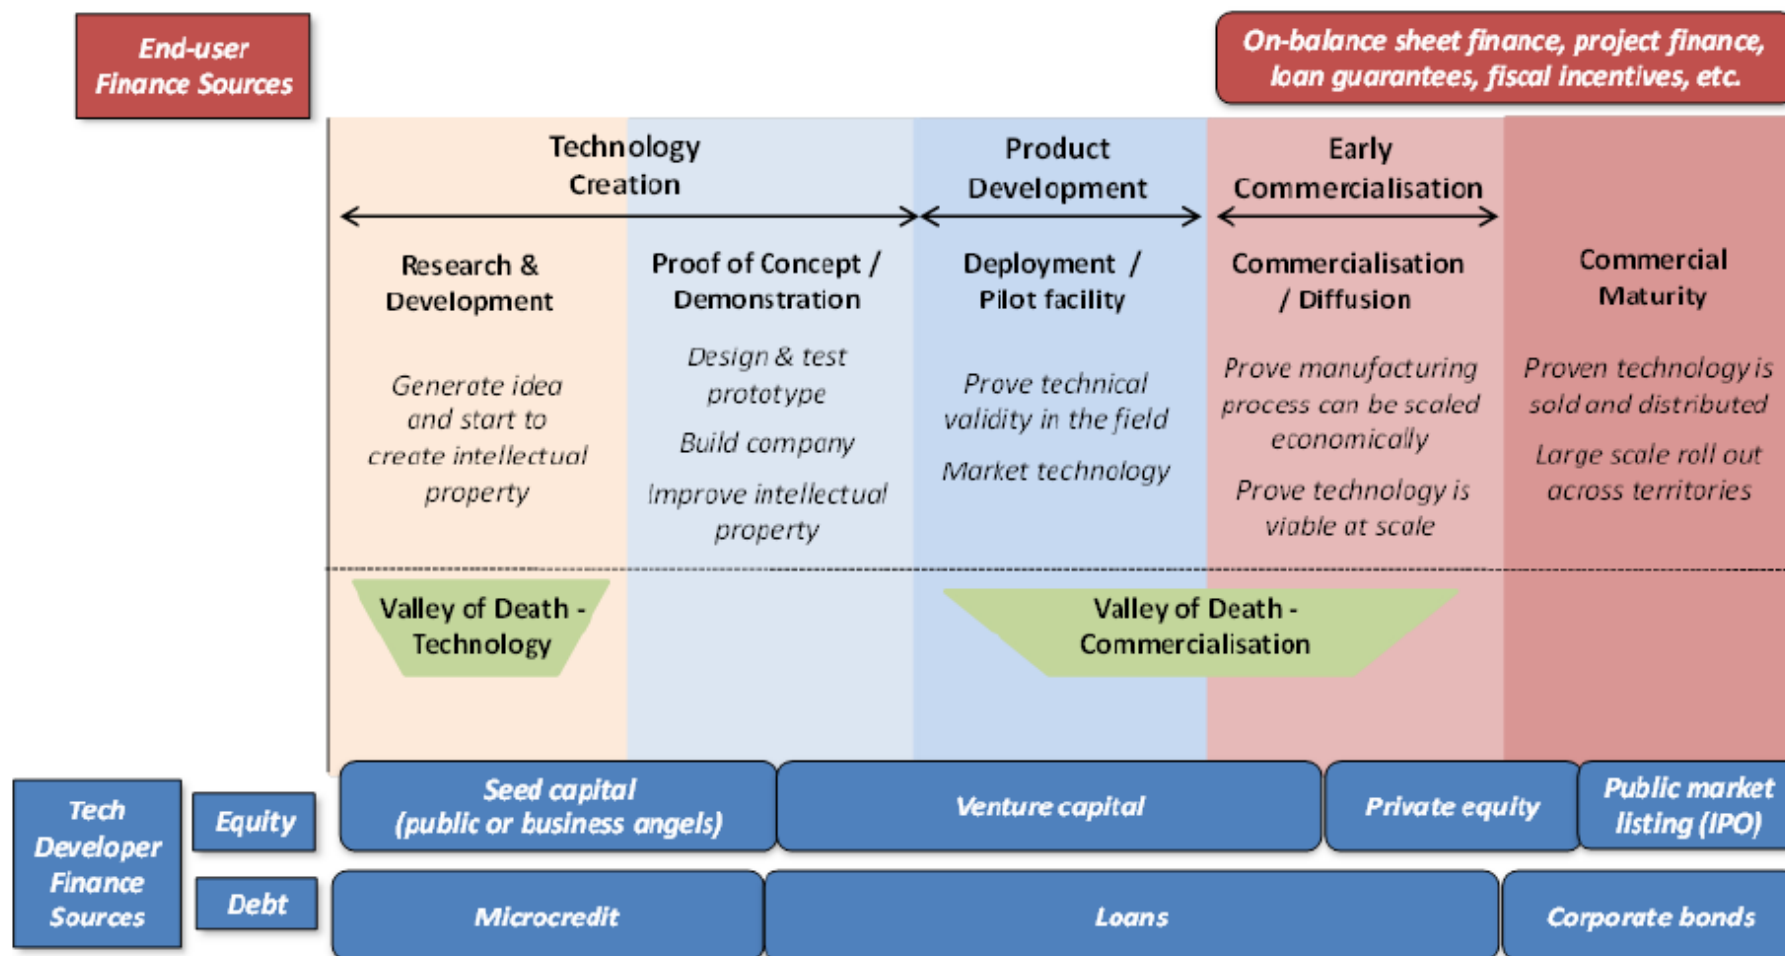 End-user
Finance Sources
On-balance sheet finance, project finance,
loan guarantees, fiscal incentives, etc.
Technology
Creation
Product
Development
Early
Commercialisation
Research &
Development
Proof of Concept /
Demonstration
Deployment /
Pilot facility
Commercialisation
/ Diffusion
Commercial
Maturity
Generate idea
and start to
create intellectual
property
Design & test
prototype
Build company
Improve intellectual
property
Prove technical
validity in the field
Market technology
Prove manufacturing
process can be scaled
economically
Prove technology is
viable at scale
Proven technology is
sold and distributed
Large scale roll out
across territories
Valley of Death -
Technology
Valley of Death -
Commercialisation
Tech
Developer
Finance
Sources
Equity
Seed capital
(public or business angels)
Venture capital
Private equity
Public market
listing (IPO)
Debt
Microcredit
Loans
Corporate bonds